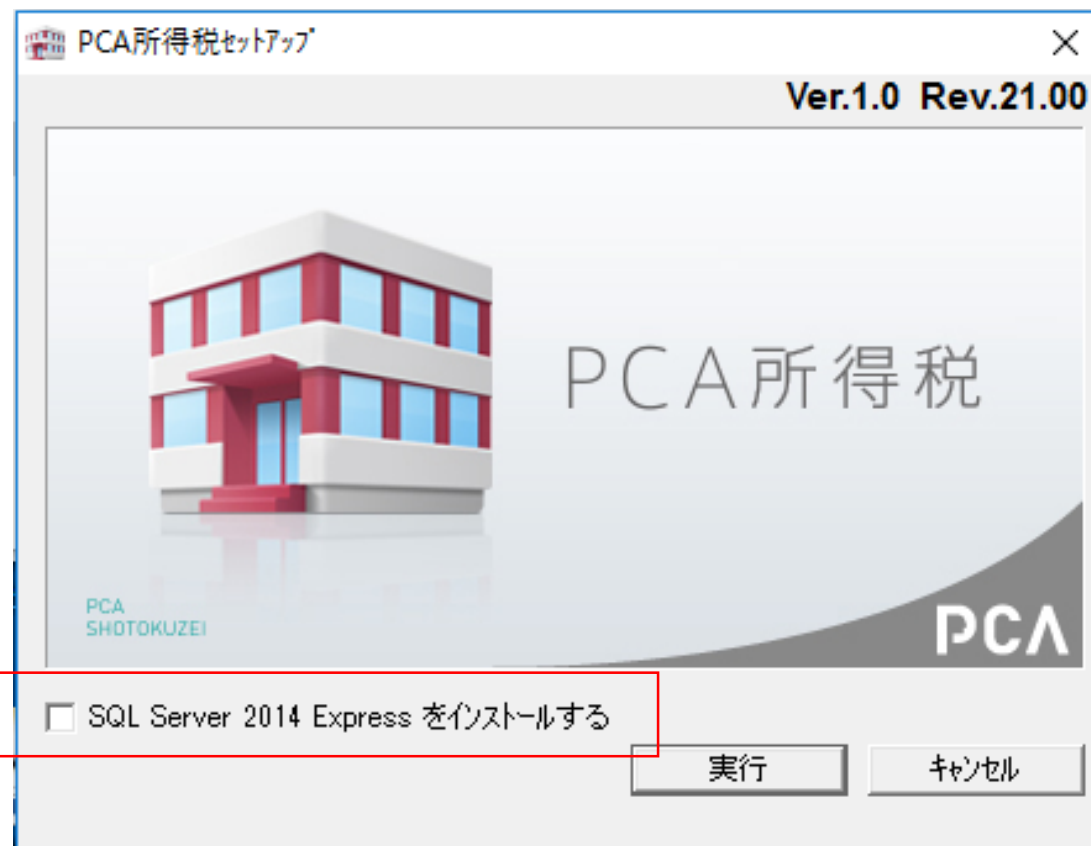 PCA所得税ｾｯﾄｱｯﾌﾟ
Ver.1.0 Rev.21.00
PCA所得税
PCA
SHOTOKUZEI
PCA
SQL Server 2014 Express をｲﾝｽﾄｰﾙする
実行
ｷｬﾝｾﾙ